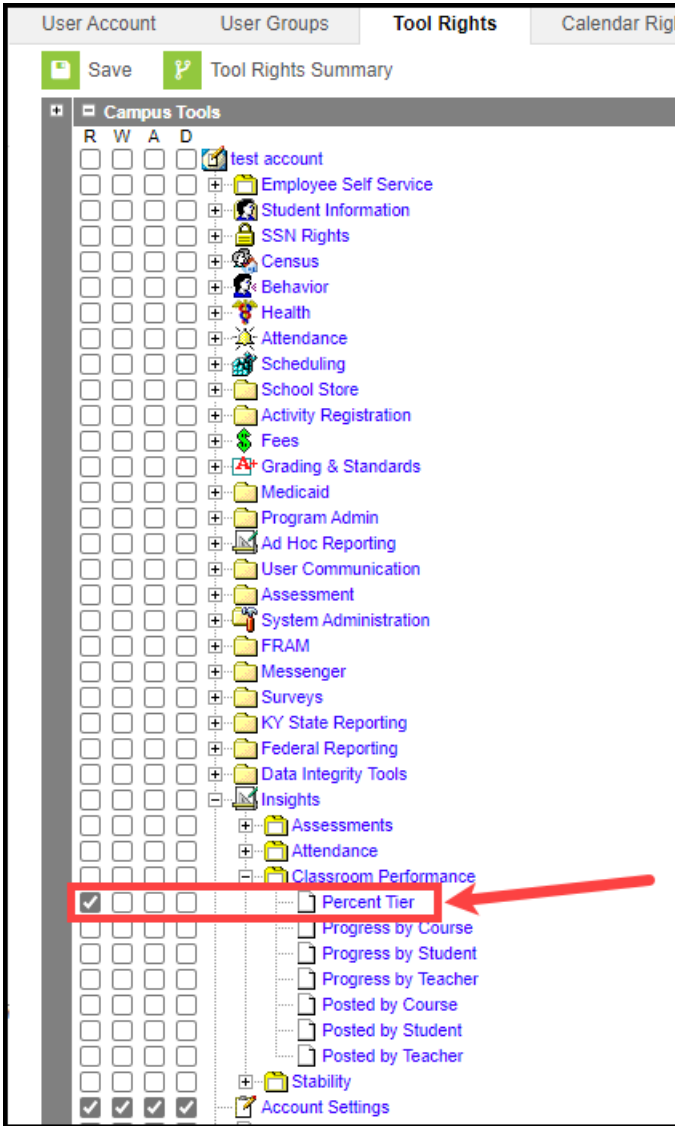 User Account User Groups Tool Rights Calendar Rig
Save Tool Rights Summary
Campus Tools
R W A D
test account
Employee Self Service
Student Information
SSN Rights
Census
Behavior
Health
Attendance
Scheduling
School Store
Activity Registration
Fees
Grading & Standards
Medicaid
Program Admin
Ad Hoc Reporting
User Communication
Assessment
System Administration
FRAM
Messenger
Surveys
KY State Reporting
Federal Reporting
Data Integrity Tools
Insights
Assessments
Attendance
Classroom Performance
Percent Tier
Progress by Course
Progress by Student
Progress by Teacher
Posted by Course
Posted by Student
Posted by Teacher
Stability
Account Settings